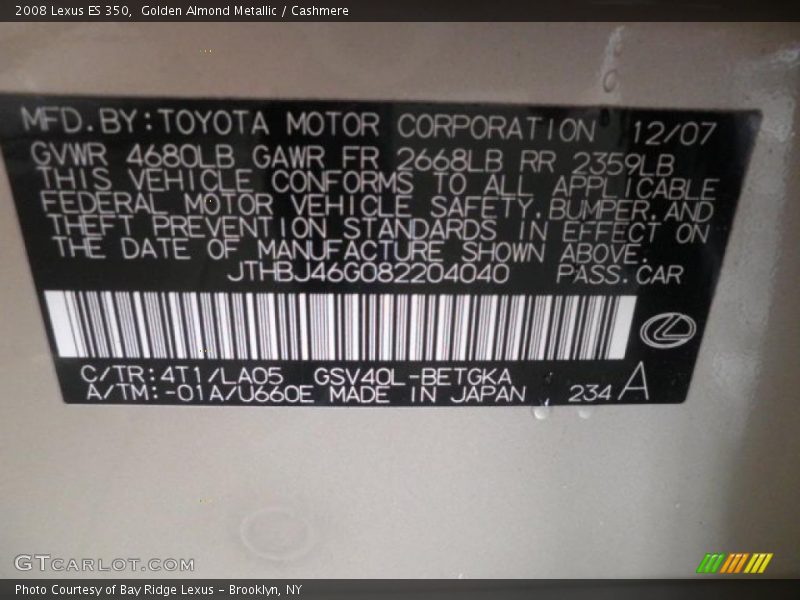 2008 Lexus ES 350,  Golden Almond Metallic / Cashmere
MFD.BY:TOYOTA MOTOR CORPORATION 12/07
GVWR 4680LB GAWR FR 2668LB RR 2359LB
THIS VEHICLE CONFORMS TO ALL APPLICABLE
FEDERAL MOTOR VEHICLE SAFETY,BUMPER,AND
THEFT PREVENTION STANDARDS IN EFFECT ON
THE DATE OF MANUFACTURE SHOWN ABOVE.
JTHBJ46G082204040 PASS.CAR
C/TR:4T1/LA05 GSV40L-BETGKA
A/TM:-01A/U660E MADE IN JAPAN 234 A
GTCARLOT.COM
Photo Courtesy of Bay Ridge Lexus - Brooklyn, NY